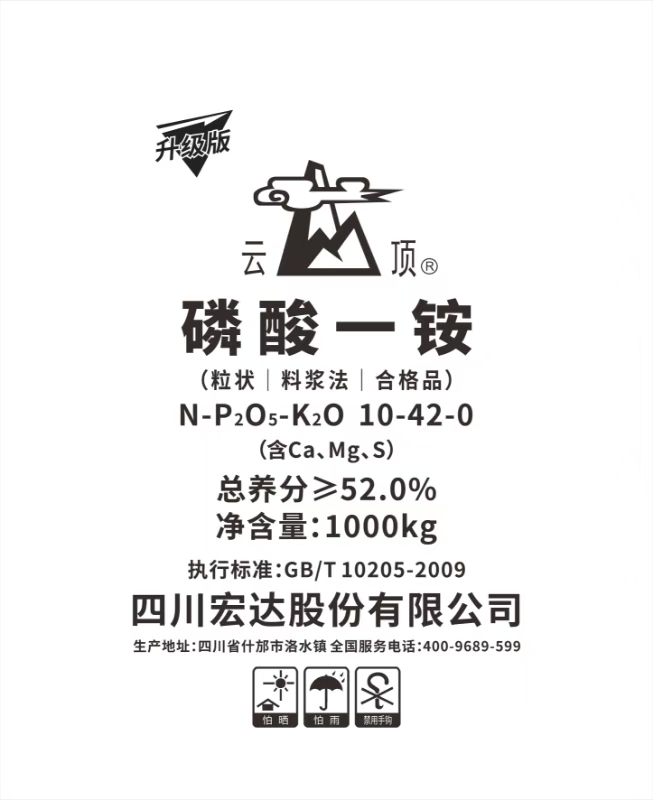 升级版
云 顶®
磷酸一铵
（粒状｜料浆法｜合格品）
N-P₂O₅-K₂O 10-42-0
（含Ca、Mg、S）
总养分≥52.0%
净含量：1000kg
执行标准：GB/T 10205-2009
四川宏达股份有限公司
生产地址：四川省什邡市洛水镇 全国服务电话：400-9689-599
怕 晒 怕 雨 禁用手钩